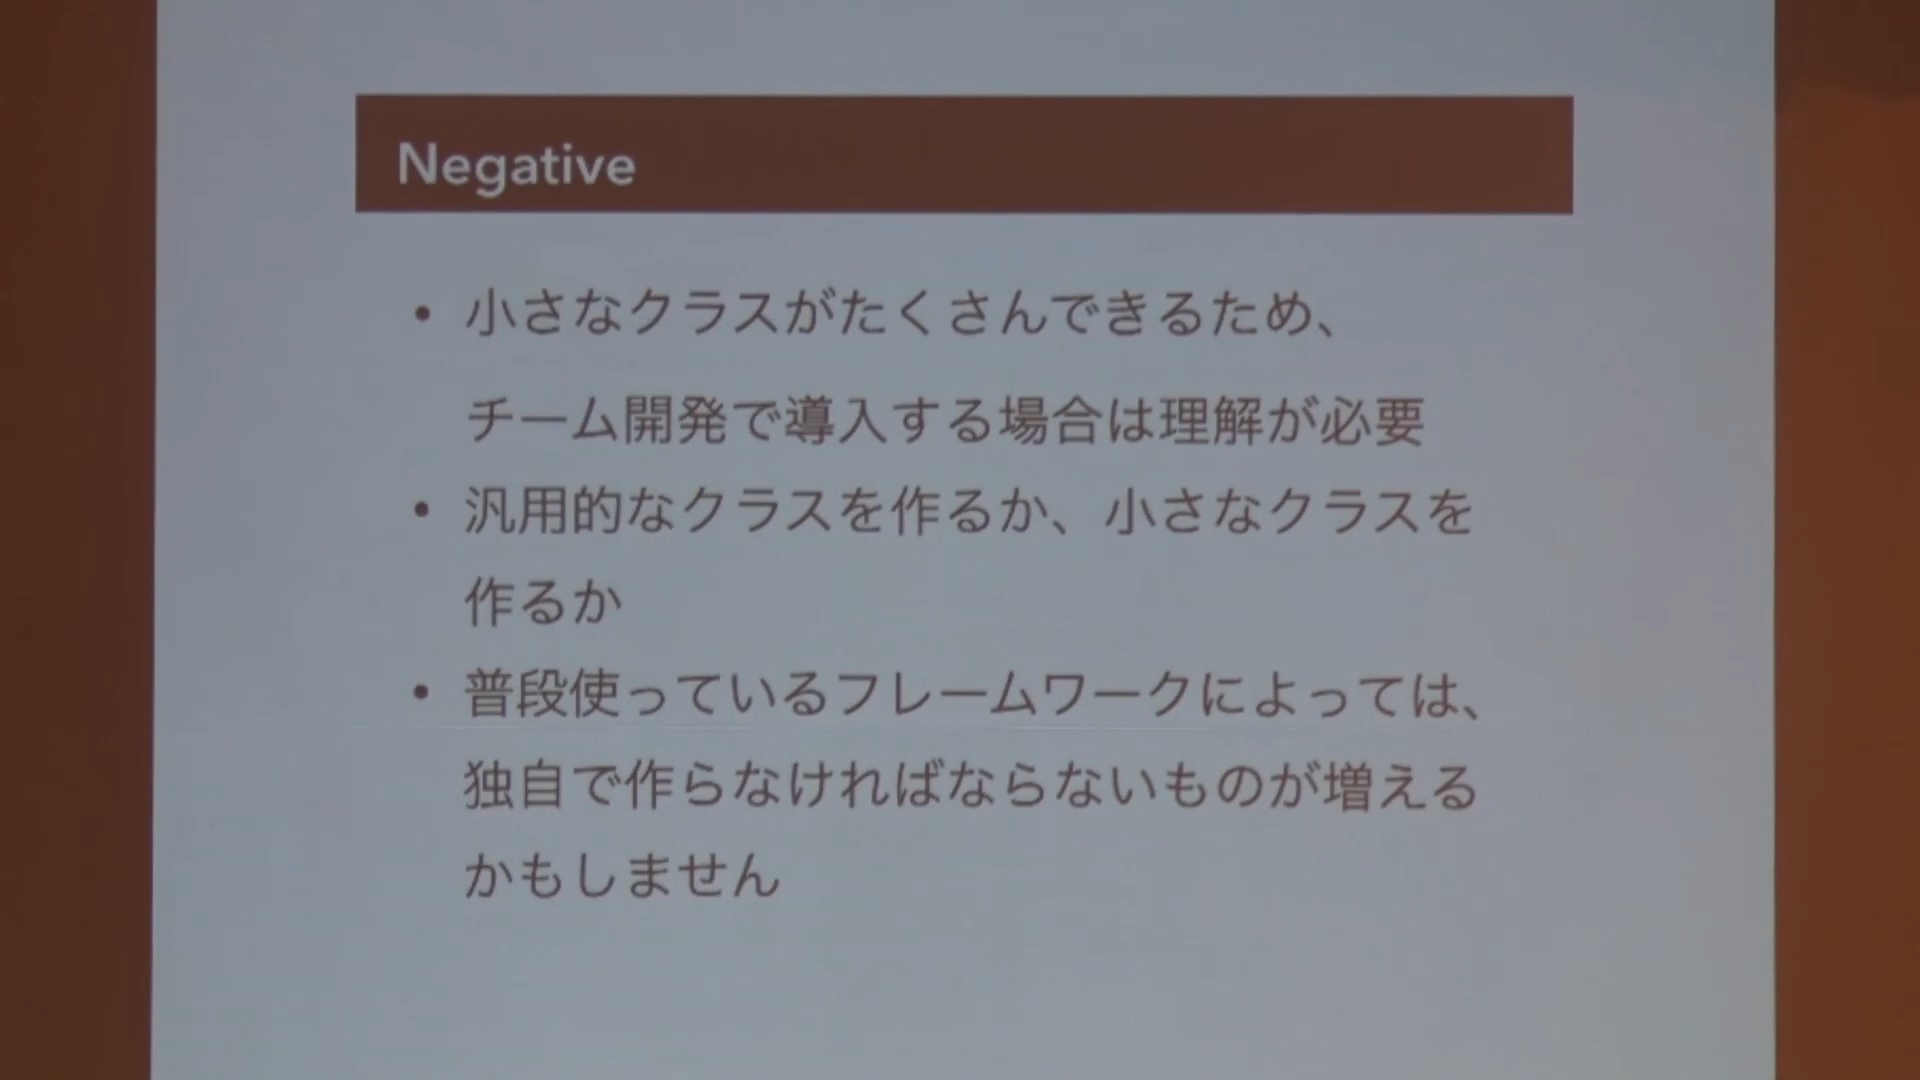 Negative
• 小さなクラスがたくさんできるため、
チーム開発で導入する場合は理解が必要
• 汎用的なクラスを作るか、小さなクラスを
作るか
• 普段使っているフレームワークによっては、
独自で作らなければならないものが増える
かもしません